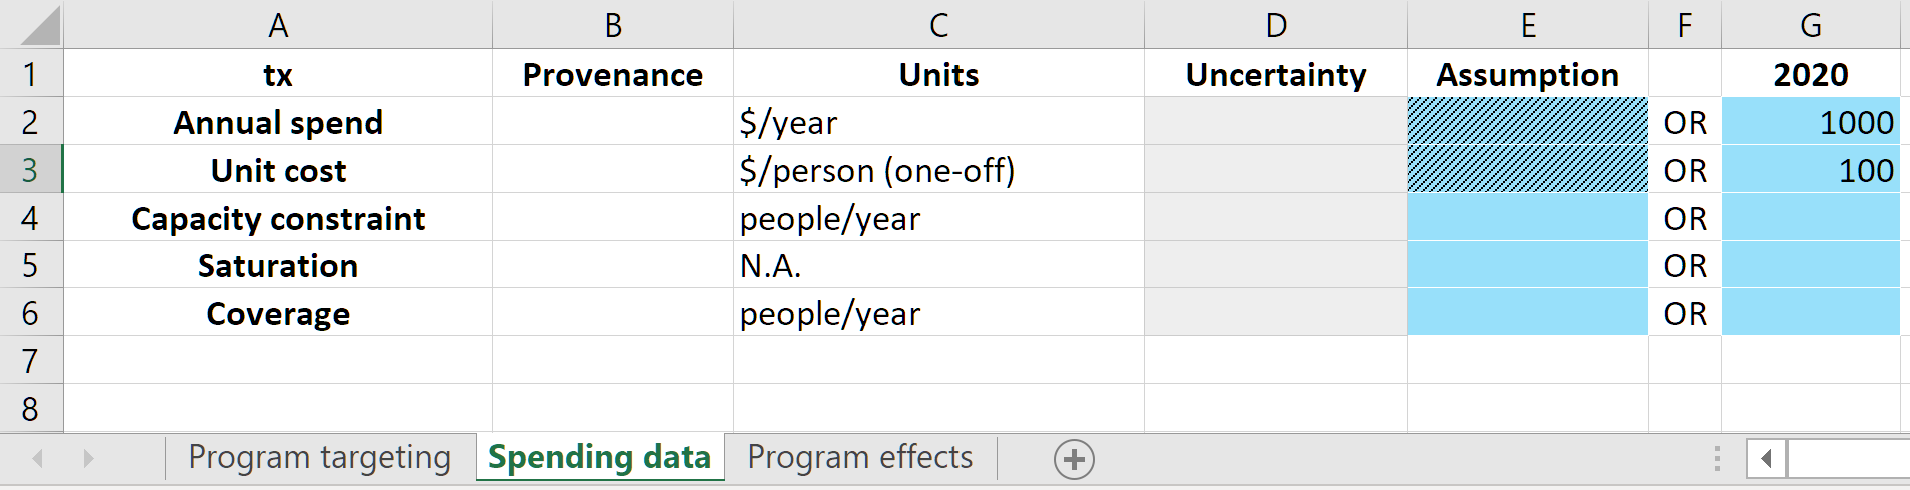 A B C D E F G
1 tx Provenance Units Uncertainty Assumption 2020
2 Annual spend $/year OR 1000
3 Unit cost $/person (one-off) OR 100
4 Capacity constraint people/year OR
5 Saturation N.A. OR
6 Coverage people/year OR
7
8
Program targeting Spending data Program effects